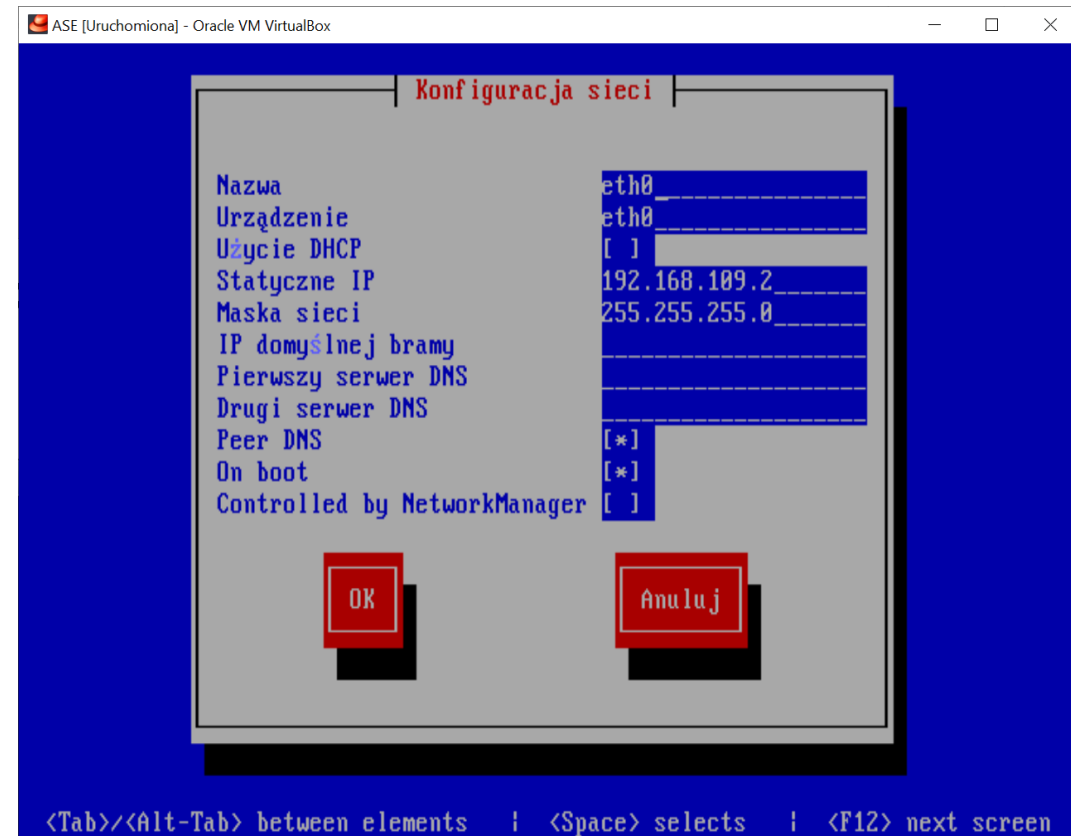 ASE [Uruchomiona] - Oracle VM VirtualBox
Konfiguracja sieci
Nazwa eth0_
Urządzenie eth0
Użycie DHCP [ ]
Statyczne IP 192.168.109.2
Maska sieci 255.255.255.0
IP domyślnej bramy
Pierwszy serwer DNS
Drugi serwer DNS
Peer DNS [*]
On boot [*]
Controlled by NetworkManager [ ]
OK Anuluj
<Tab>/<Alt-Tab> between elements ¦ <Space> selects ¦ <F12> next screen